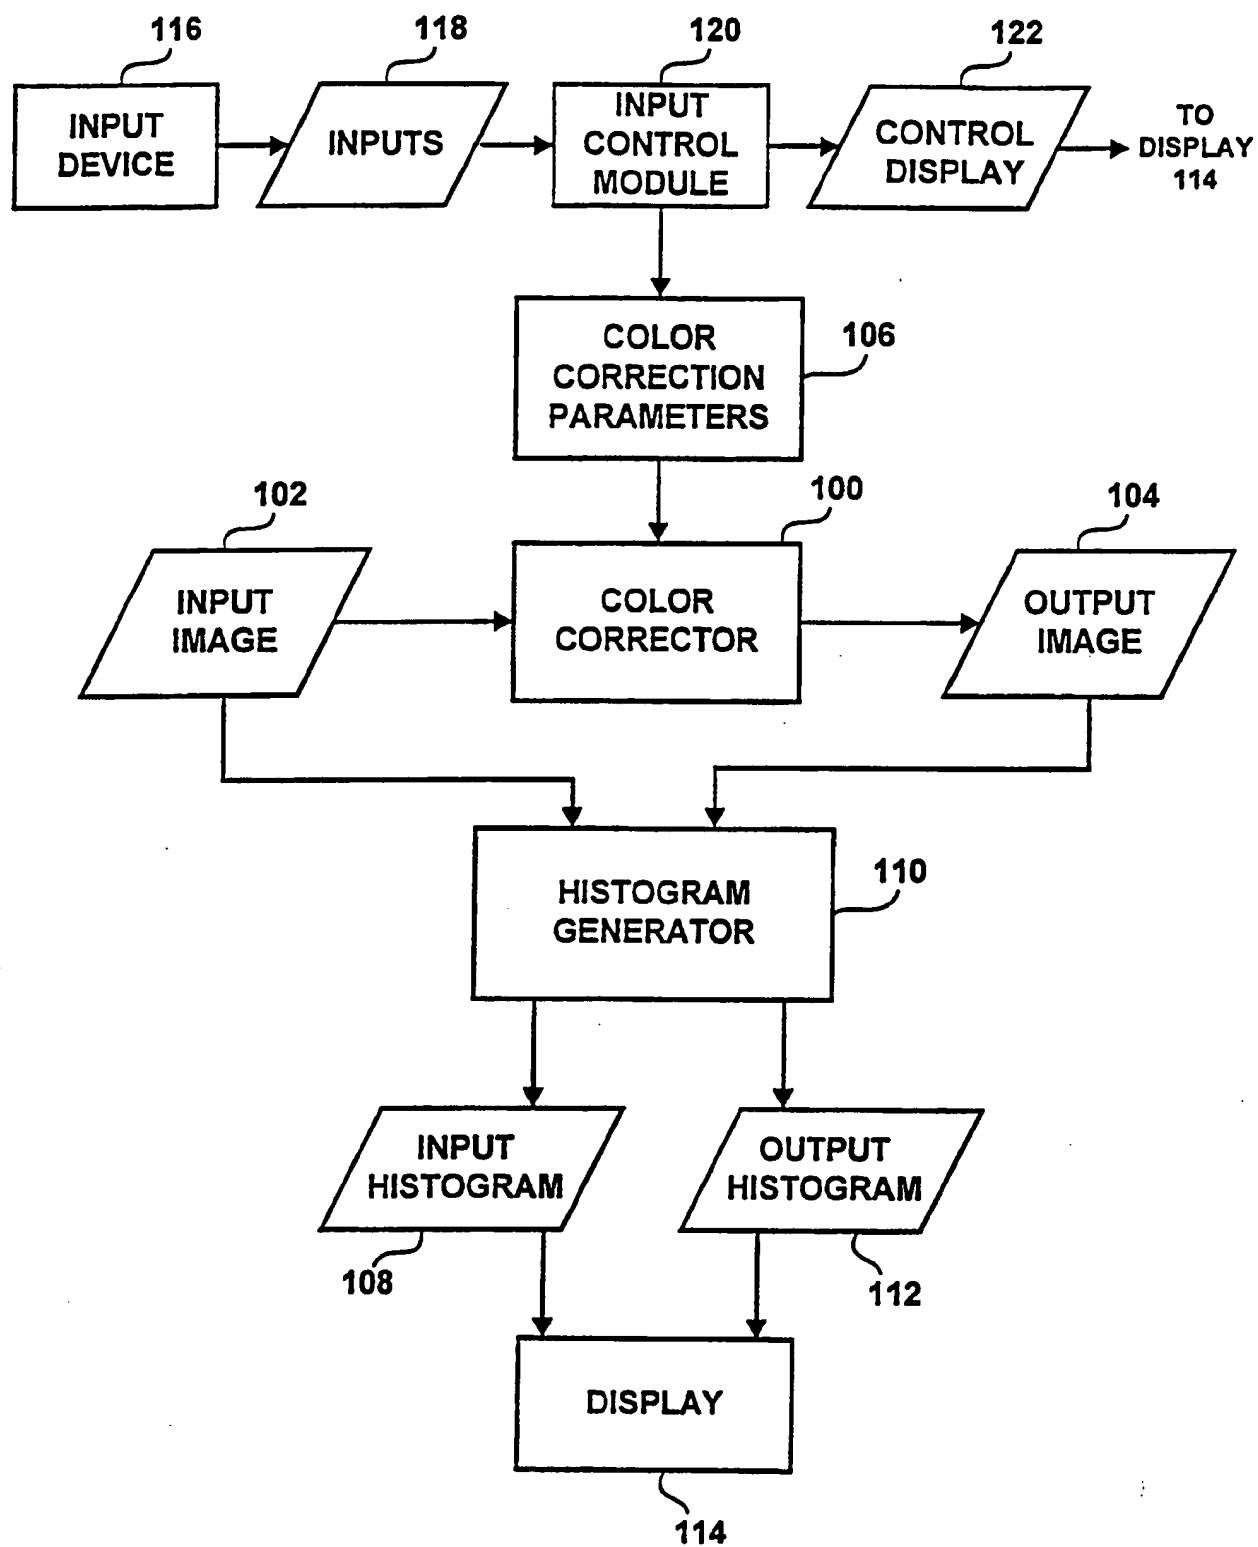 116
118
120
122
INPUT
DEVICE
INPUTS
INPUT
CONTROL
MODULE
CONTROL
DISPLAY
TO
DISPLAY
114
COLOR
CORRECTION
PARAMETERS
106
102
100
104
INPUT
IMAGE
COLOR
CORRECTOR
OUTPUT
IMAGE
HISTOGRAM
GENERATOR
110
INPUT
HISTOGRAM
OUTPUT
HISTOGRAM
108
112
DISPLAY
114